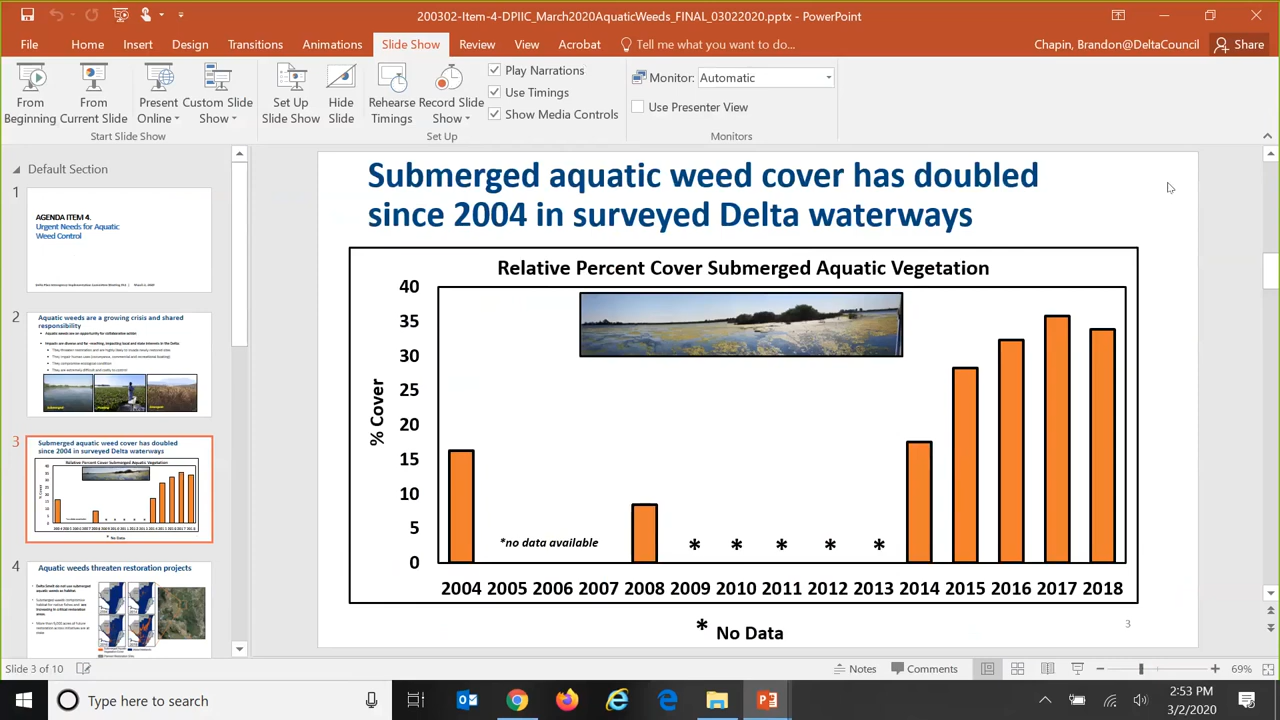 200302-Item-4-DPIIC_March2020AquaticWeeds_FINAL_03022020.pptx - PowerPoint
File Home Insert Design Transitions Animations Slide Show Review View Acrobat Tell me what you want to do... Chapin, Brandon@DeltaCouncil Share
From Beginning
From Current Slide
Present Online
Custom Slide Show
Start Slide Show
Set Up Slide Show
Hide Slide
Rehearse Timings
Record Slide Show
Play Narrations
Use Timings
Show Media Controls
Set Up
Monitor: Automatic
Use Presenter View
Monitors
Default Section
1
AGENDA ITEM 4.
Urgent Needs for Aquatic
Weed Control
2
Aquatic weeds are a growing crisis and shared
responsibility
3
Submerged aquatic weed cover has doubled
since 2004 in surveyed Delta waterways
Relative Percent Cover Submerged Aquatic Vegetation
* No Data
4
Aquatic weeds threaten restoration projects
Submerged aquatic weed cover has doubled
since 2004 in surveyed Delta waterways
Relative Percent Cover Submerged Aquatic Vegetation
% Cover
40
35
30
25
20
15
10
5
0
*no data available
* * * * *
2004 2005 2006 2007 2008 2009 2010 2011 2012 2013 2014 2015 2016 2017 2018
* No Data
3
Slide 3 of 10 Notes Comments 69%
Type here to search
2:53 PM
3/2/2020